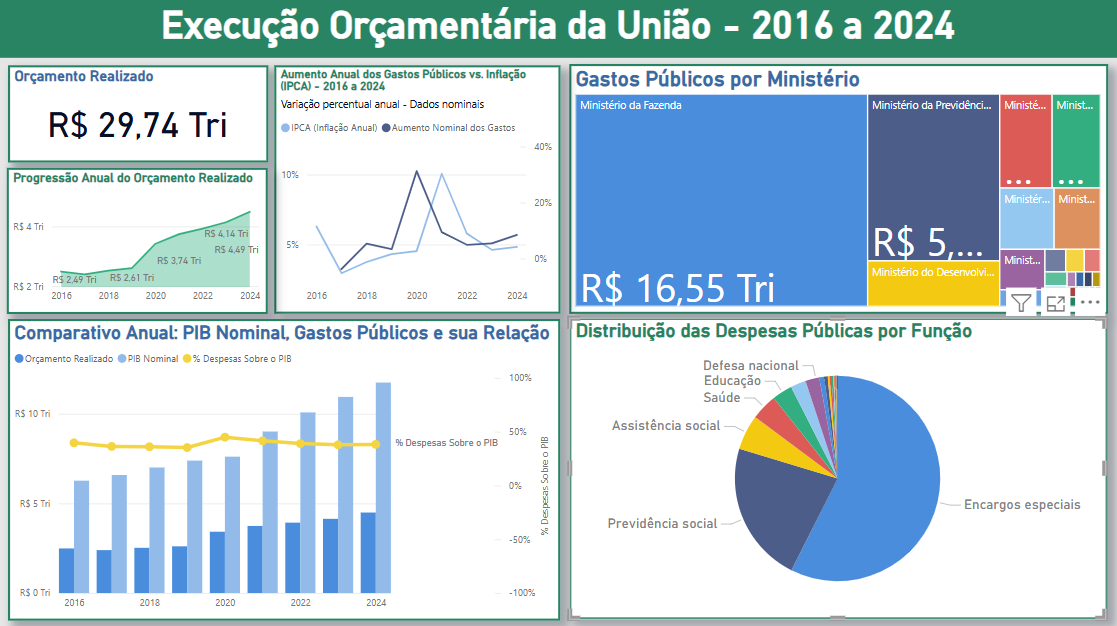 Execução Orçamentária da União - 2016 a 2024
Orçamento Realizado
R$ 29,74 Tri
Progressão Anual do Orçamento Realizado
R$ 4 Tri
R$ 2 Tri
R$ 2,49 Tri
R$ 2,61 Tri
R$ 3,74 Tri
R$ 4,14 Tri
R$ 4,49 Tri
2016
2018
2020
2022
2024
Aumento Anual dos Gastos Públicos vs. Inflação
(IPCA) - 2016 a 2024
Variação percentual anual - Dados nominais
IPCA (Inflação Anual)
Aumento Nominal dos Gastos
10%
5%
40%
20%
0%
2016
2018
2020
2022
2024
Gastos Públicos por Ministério
Ministério da Fazenda
R$ 16,55 Tri
Ministério da Previdênci...
R$ 5,...
Ministério do Desenvolvi...
Ministé...
...
Minist...
...
Ministér...
Minist...
Minist...
Comparativo Anual: PIB Nominal, Gastos Públicos e sua Relação
Orçamento Realizado
PIB Nominal
% Despesas Sobre o PIB
R$ 10 Tri
R$ 5 Tri
R$ 0 Tri
100%
50%
0%
-50%
-100%
% Despesas Sobre o PIB
% Despesas Sobre o PIB
2016
2018
2020
2022
2024
Distribuição das Despesas Públicas por Função
Defesa nacional
Educação
Saúde
Assistência social
Previdência social
Encargos especiais